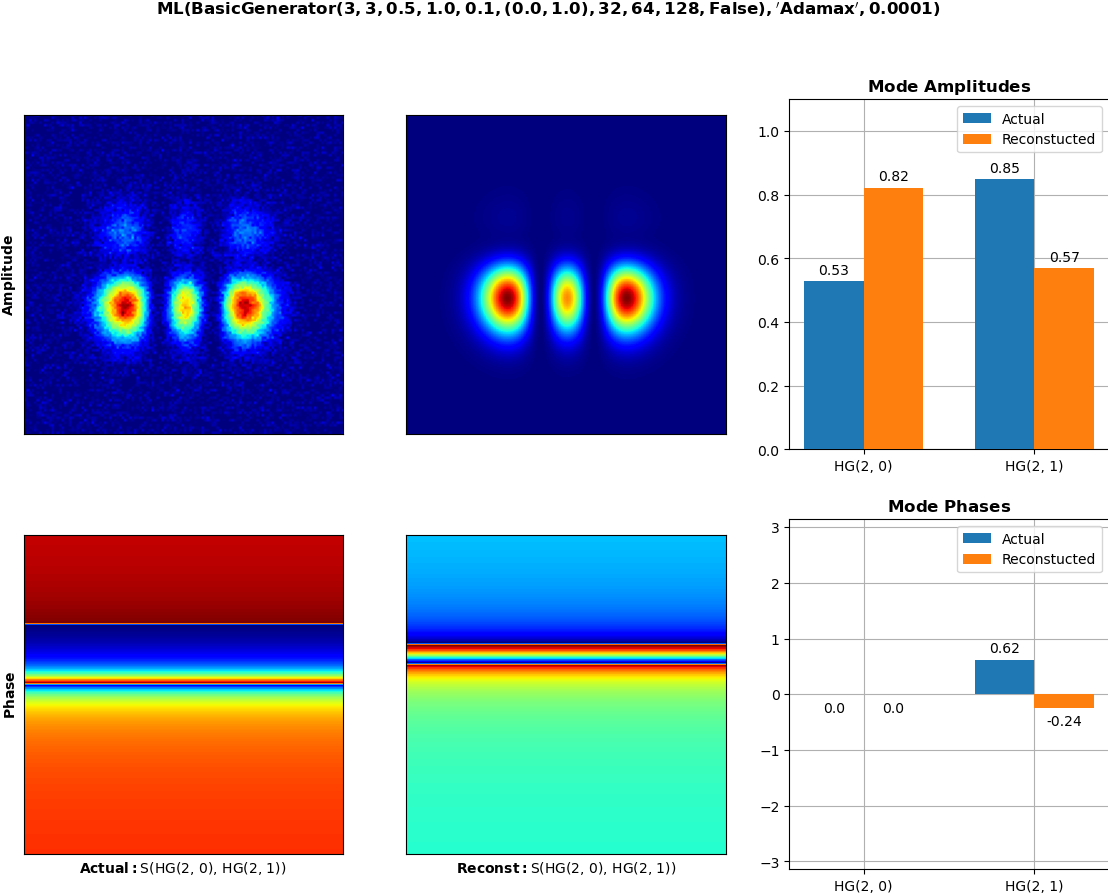 ML(BasicGenerator(3, 3, 0.5, 1.0, 0.1, (0.0, 1.0), 32, 64, 128, False), ′Adamax′, 0.0001)
Mode Amplitudes
Amplitude
Actual
Reconstucted
1.0
0.8
0.6
0.4
0.2
0.0
0.53
0.82
0.85
0.57
HG(2, 0)
HG(2, 1)
Mode Phases
Phase
Actual
Reconstucted
3
2
1
0
−1
−2
−3
0.0
0.0
0.62
-0.24
HG(2, 0)
HG(2, 1)
Actual: S(HG(2, 0), HG(2, 1))
Reconst: S(HG(2, 0), HG(2, 1))